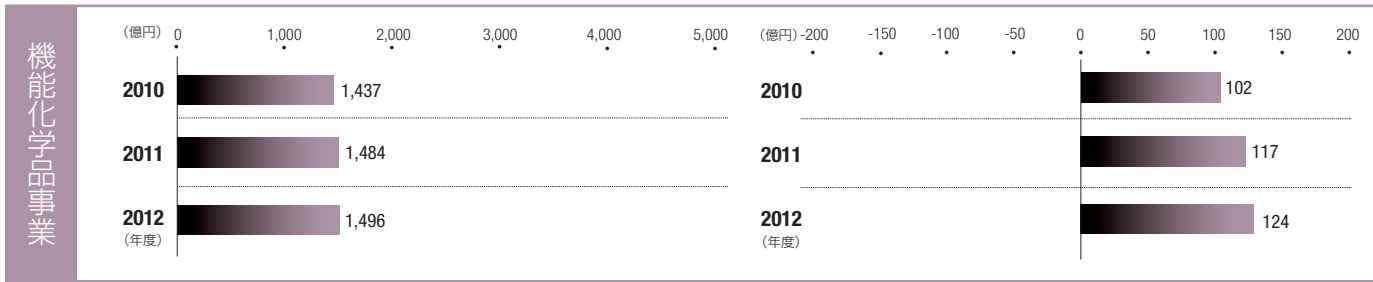 機能化学品事業
（億円） 0 1,000 2,000 3,000 4,000 5,000
2010 1,437
2011 1,484
2012 1,496
（年度）
（億円） -200 -150 -100 -50 0 50 100 150 200
2010 102
2011 117
2012 124
（年度）